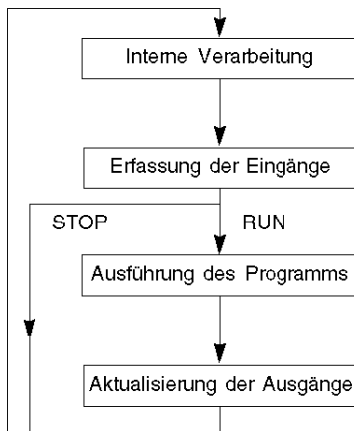 Interne Verarbeitung
Erfassung der Eingänge
STOP
RUN
Ausführung des Programms
Aktualisierung der Ausgänge